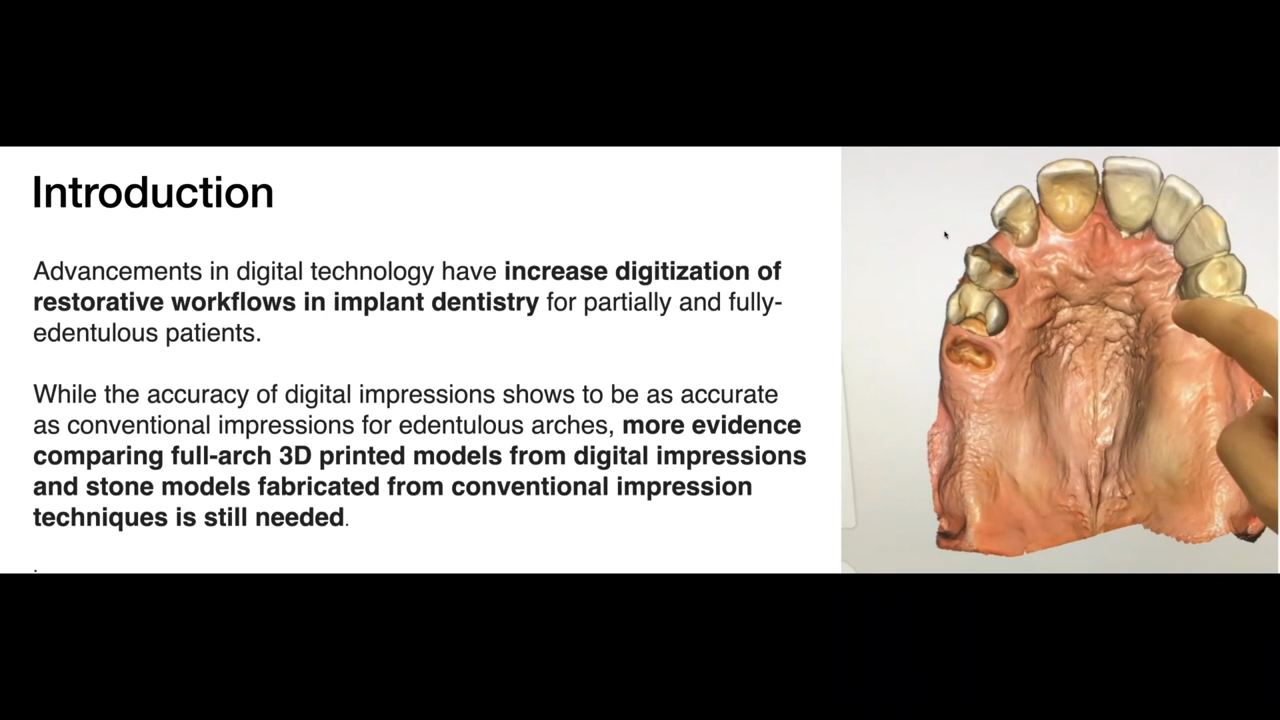 Introduction
Advancements in digital technology have increase digitization of
restorative workflows in implant dentistry for partially and fully-
edentulous patients.
While the accuracy of digital impressions shows to be as accurate
as conventional impressions for edentulous arches, more evidence
comparing full-arch 3D printed models from digital impressions
and stone models fabricated from conventional impression
techniques is still needed.
.